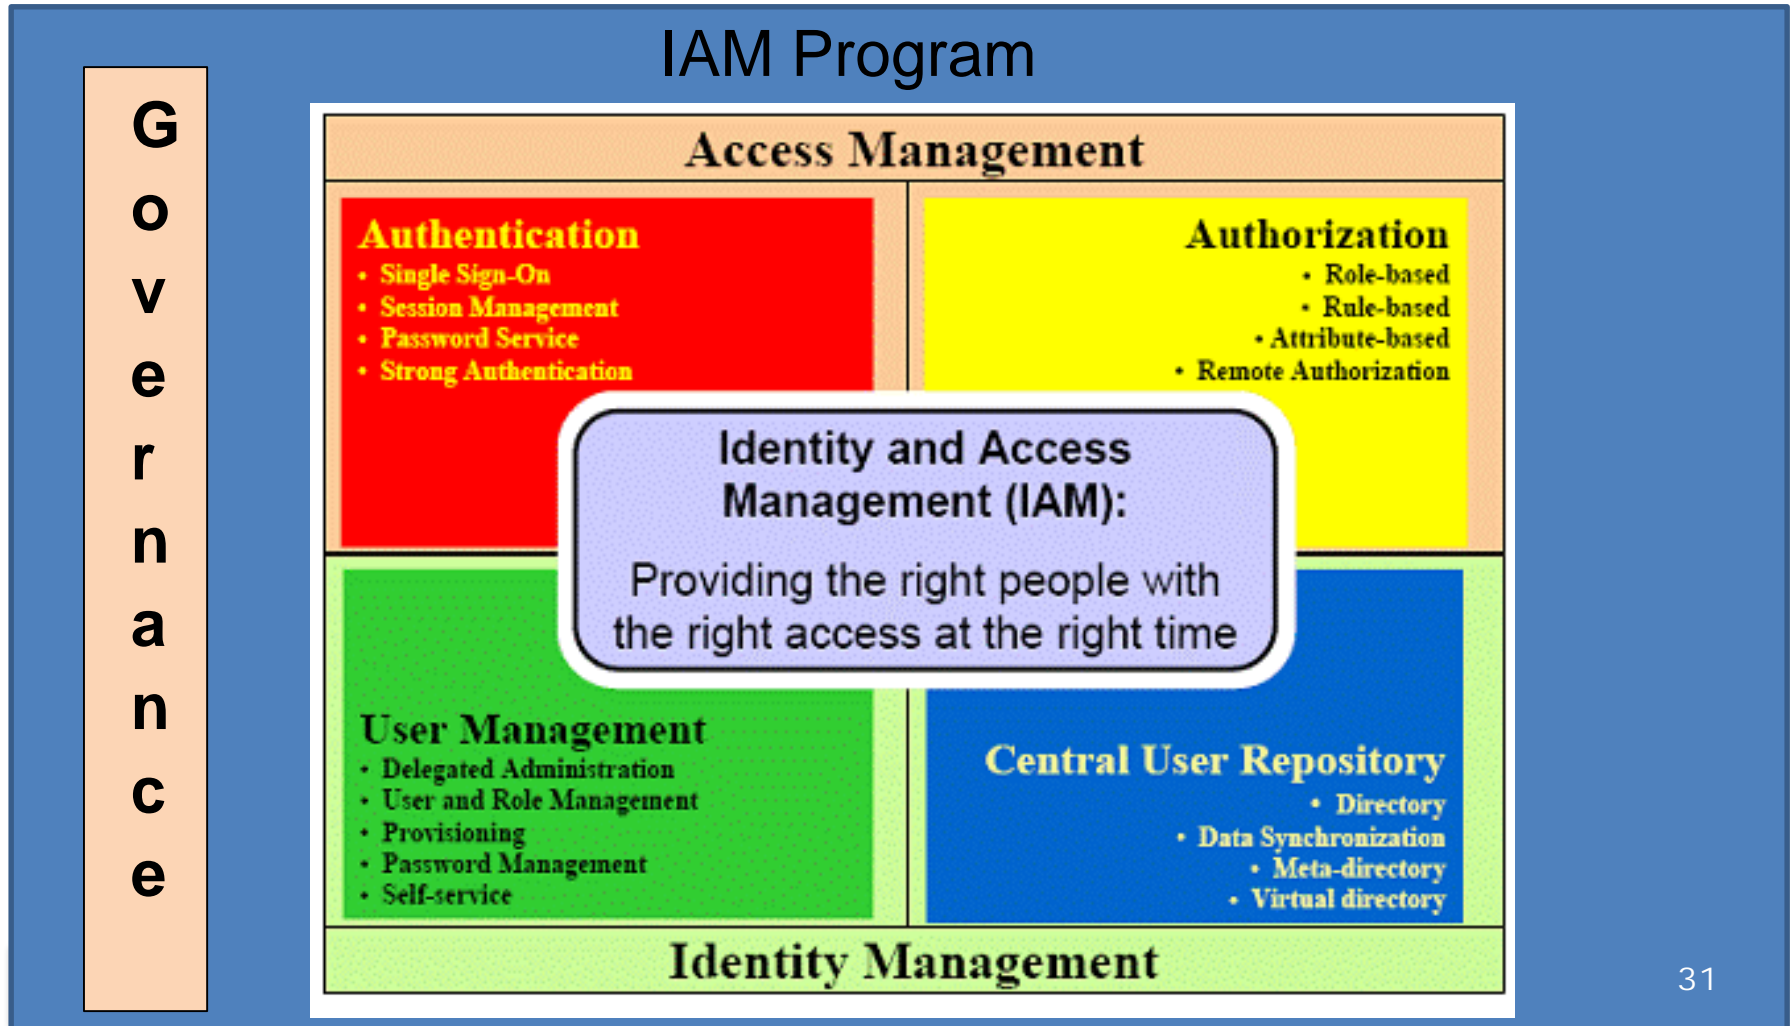 IAM Program
G
o
v
e
r
n
a
n
c
e
Access Management
Authentication
• Single Sign-On
• Session Management
• Password Service
• Strong Authentication
Authorization
• Role-based
• Rule-based
• Attribute-based
• Remote Authorization
Identity and Access
Management (IAM):
Providing the right people with
the right access at the right time
User Management
• Delegated Administration
• User and Role Management
• Provisioning
• Password Management
• Self-service
Central User Repository
• Directory
• Data Synchronization
• Meta-directory
• Virtual directory
Identity Management
31